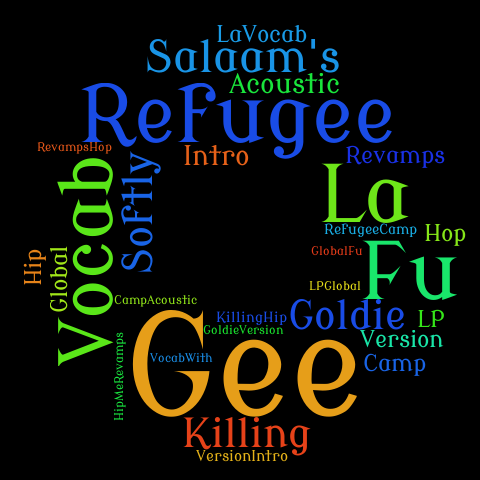 LaVocab
Salaam's
Acoustic
Refugee
RevampsHop
Intro
Revamps
Vocab
Softly
La
RefugeeCamp
Hop
Hip
Global
GlobalFu
Fu
LPGlobal
CampAcoustic
KillingHip
Goldie
LP
GoldieVersion
Version
HipMeRevamps
VocabWith
Gee
Camp
Killing
VersionIntro